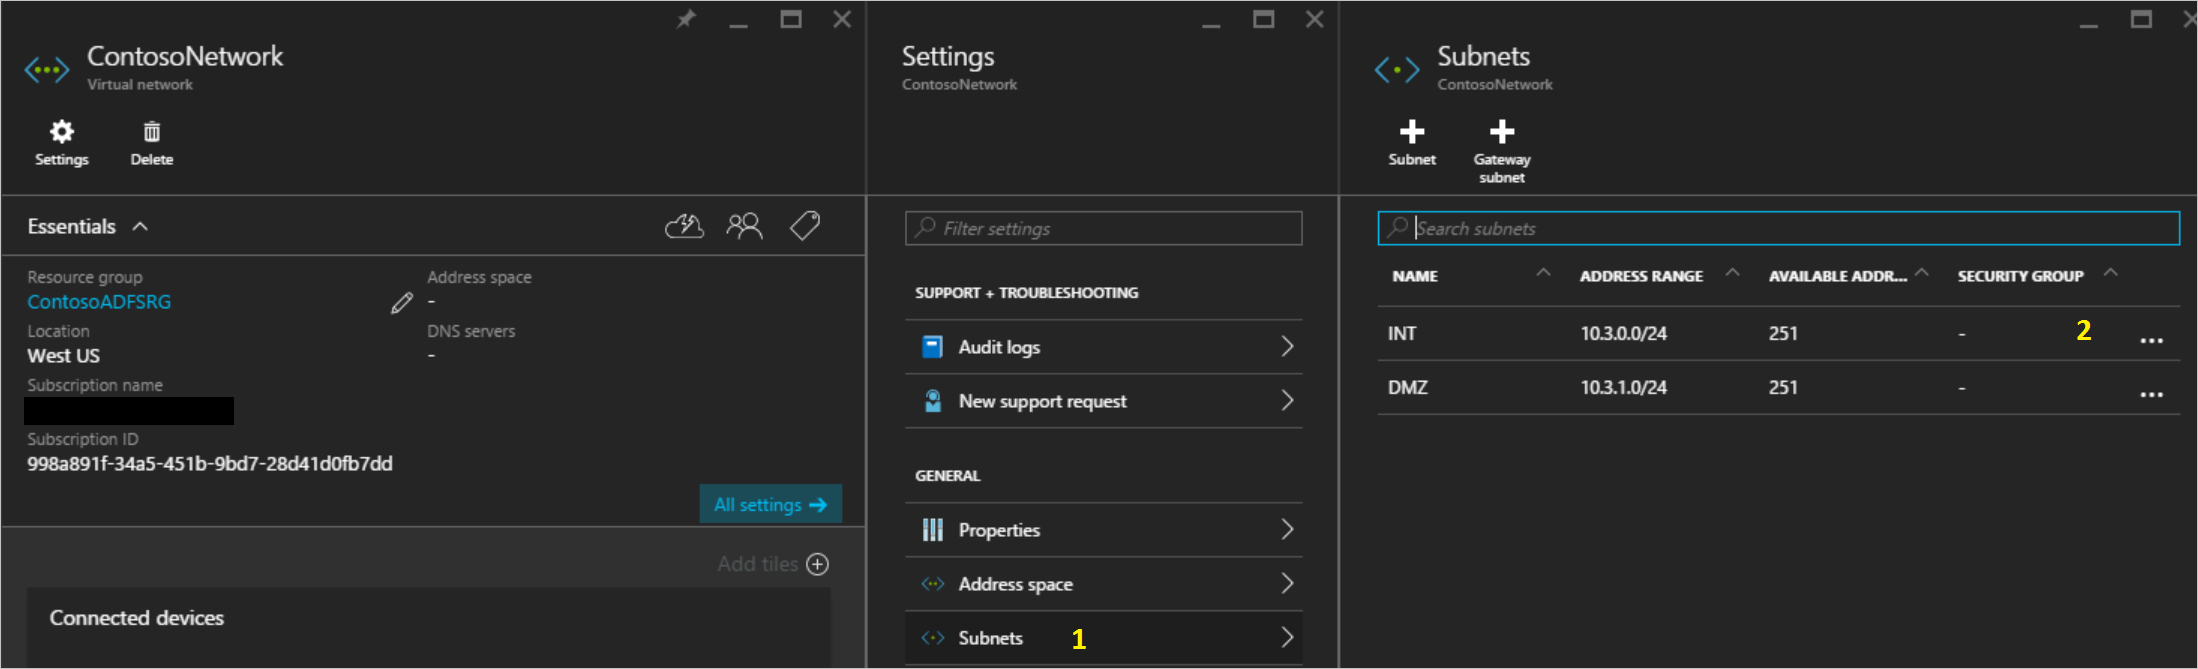 ContosoNetwork
Virtual network
Settings
Delete
Essentials
Resource group
ContosoADFSRG
Address space
-
Location
West US
DNS servers
-
Subscription name
Subscription ID
998a891f-34a5-451b-9bd7-28d41d0fb7dd
All settings
Add tiles
Connected devices
Settings
ContosoNetwork
Filter settings
SUPPORT + TROUBLESHOOTING
Audit logs
New support request
GENERAL
Properties
Address space
Subnets 1
Subnets
ContosoNetwork
Subnet
Gateway
subnet
Search subnets
NAME ADDRESS RANGE AVAILABLE ADDR... SECURITY GROUP
INT 10.3.0.0/24 251 - 2 ...
DMZ 10.3.1.0/24 251 - ...